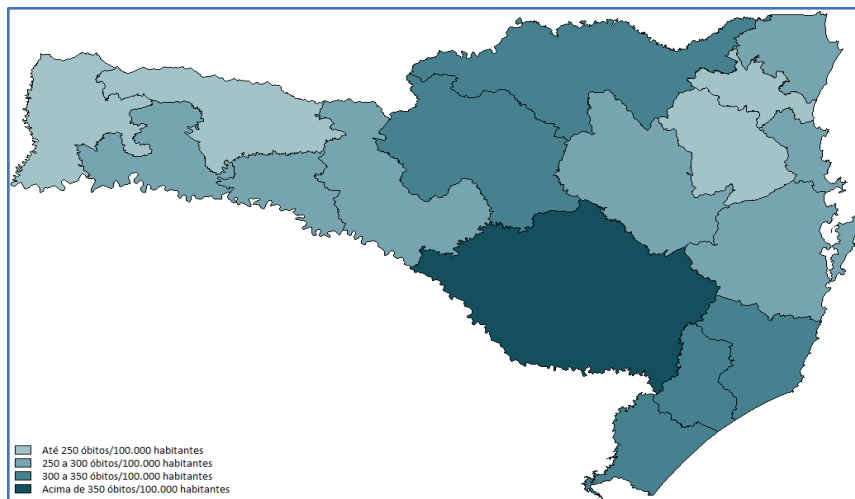 Até 250 óbitos/100.000 habitantes
250 a 300 óbitos/100.000 habitantes
300 a 350 óbitos/100.000 habitantes
Acima de 350 óbitos/100.000 habitantes